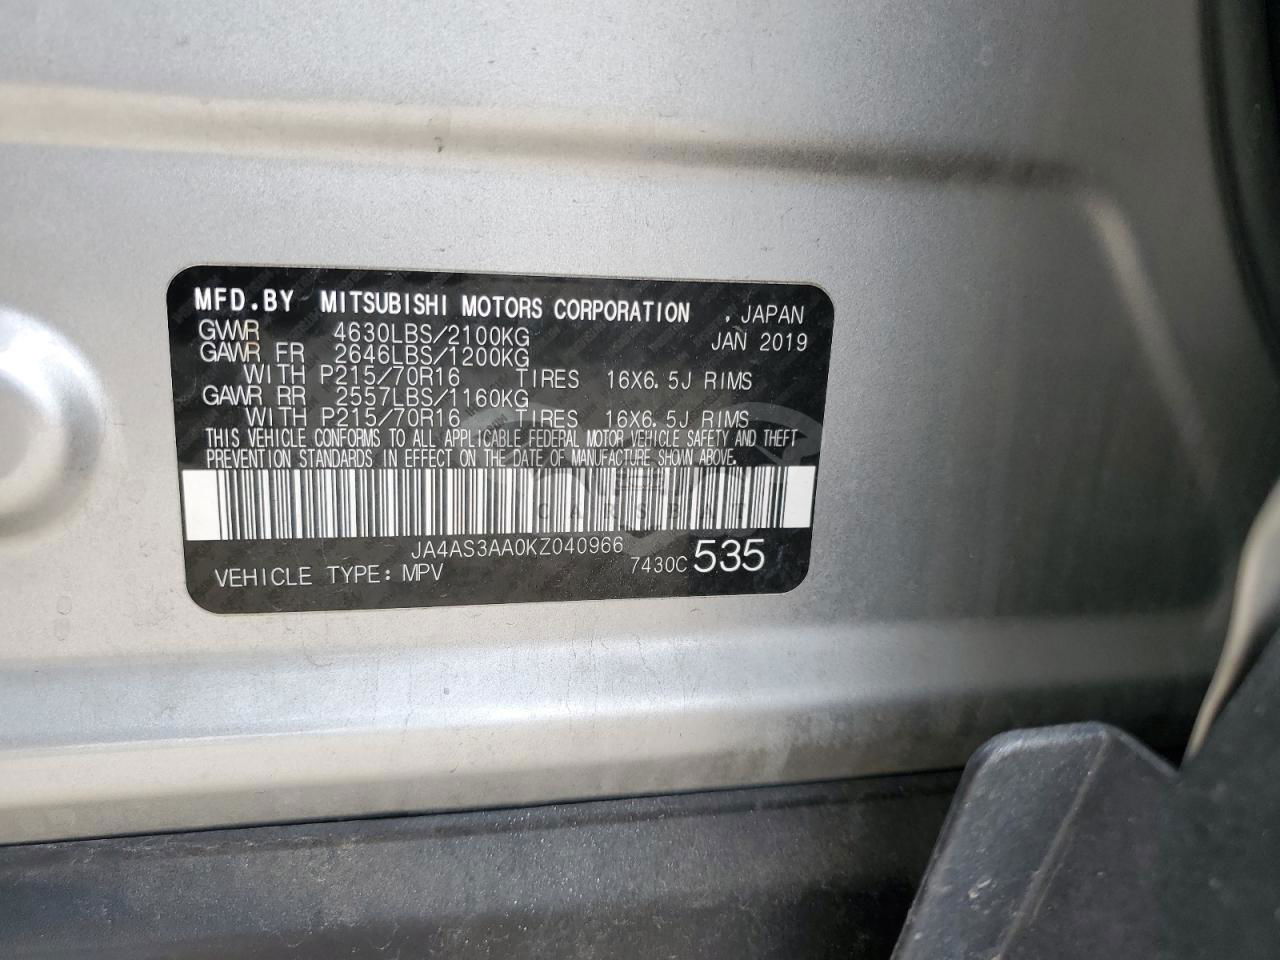 MFD.BY MITSUBISHI MOTORS CORPORATION , JAPAN
GVWR 4630LBS/2100KG JAN 2019
GAWR FR 2646LBS/1200KG
WITH P215/70R16 TIRES 16X6.5J RIMS
GAWR RR 2557LBS/1160KG
WITH P215/70R16 TIRES 16X6.5J RIMS
THIS VEHICLE CONFORMS TO ALL APPLICABLE FEDERAL MOTOR VEHICLE SAFETY AND THEFT
PREVENTION STANDARDS IN EFFECT ON THE DATE OF MANUFACTURE SHOWN ABOVE.
JA4AS3AA0KZ040966
VEHICLE TYPE: MPV 7430C 535